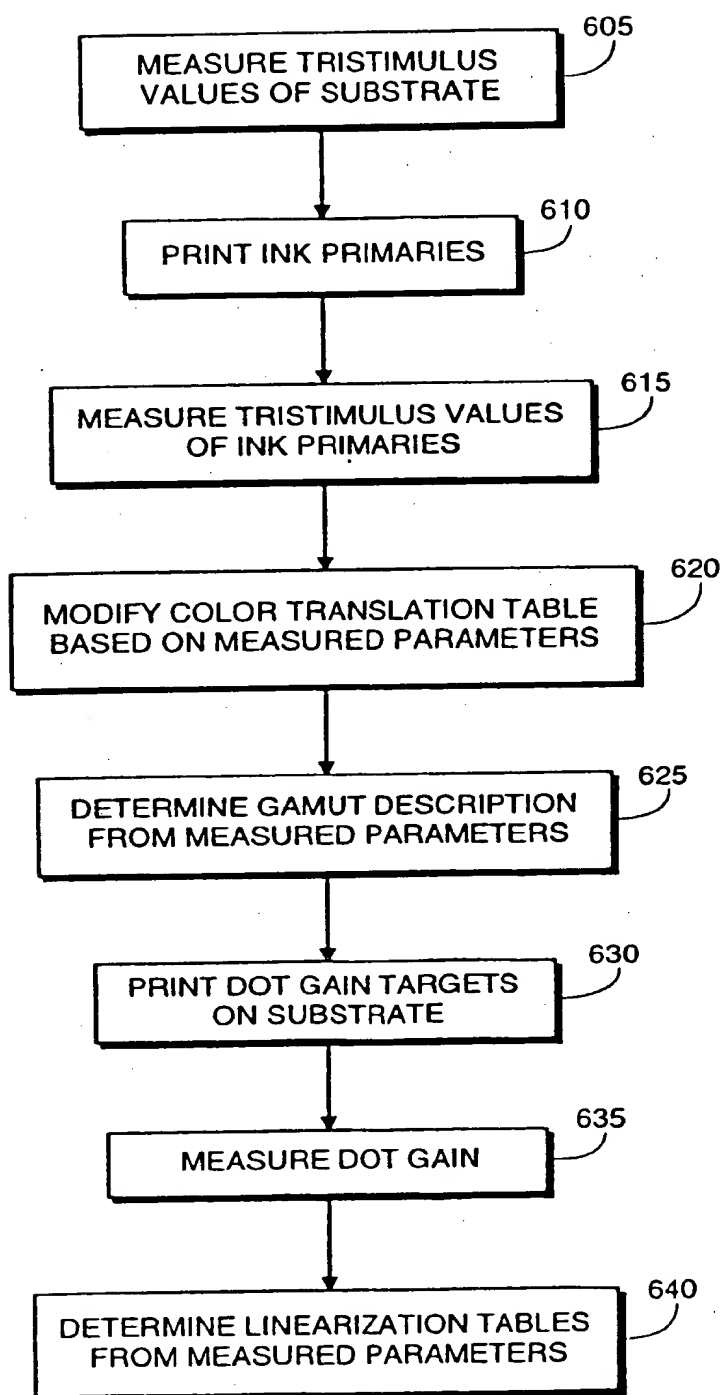 605
MEASURE TRISTIMULUS
VALUES OF SUBSTRATE
610
PRINT INK PRIMARIES
615
MEASURE TRISTIMULUS VALUES
OF INK PRIMARIES
620
MODIFY COLOR TRANSLATION TABLE
BASED ON MEASURED PARAMETERS
625
DETERMINE GAMUT DESCRIPTION
FROM MEASURED PARAMETERS
630
PRINT DOT GAIN TARGETS
ON SUBSTRATE
635
MEASURE DOT GAIN
640
DETERMINE LINEARIZATION TABLES
FROM MEASURED PARAMETERS